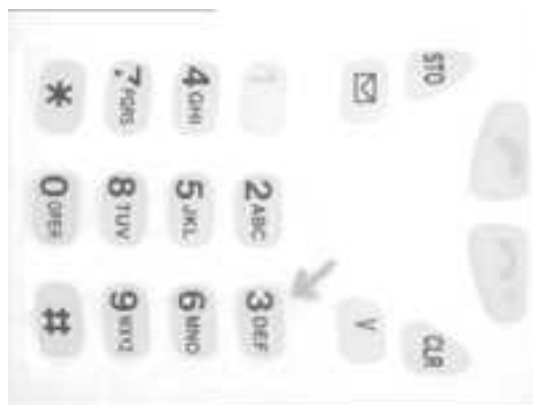 STO CLR
V
1 2 ABC 3 DEF
4 GHI 5 JKL 6 MNO
7 PQRS 8 TUV 9 WXYZ
* 0 OPER #